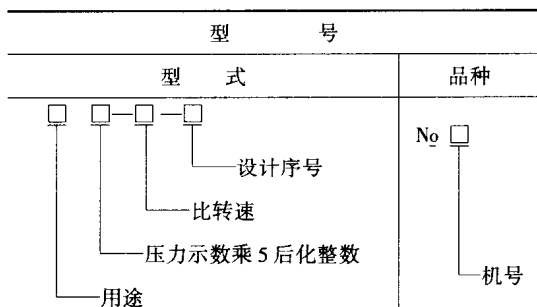 型 号
型 式 品种
□ □—□—□ No □
设计序号
比转速
压力示数乘 5 后化整数
机号
用途